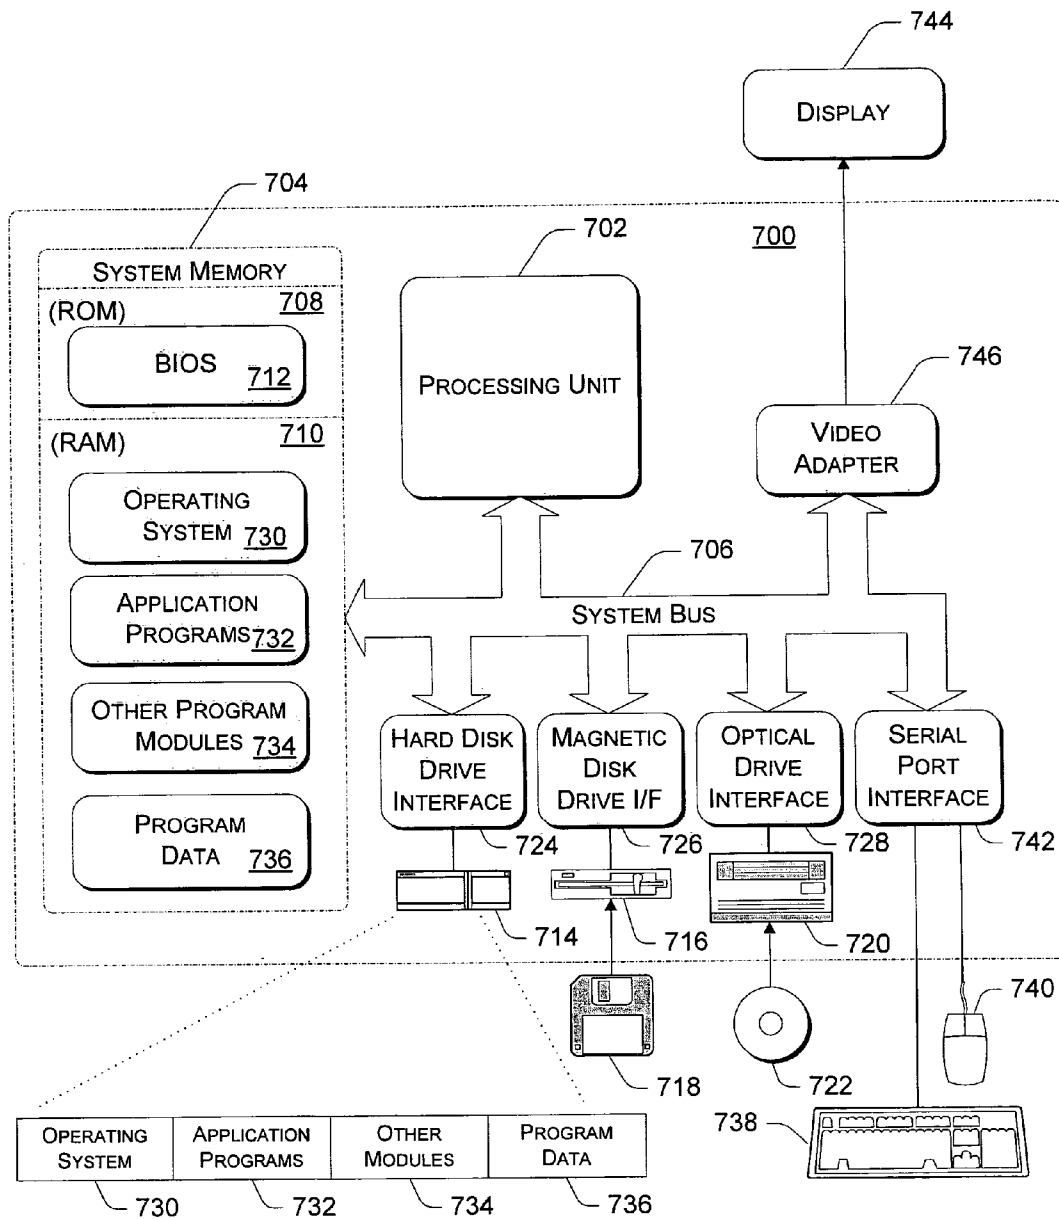 744
DISPLAY
704
702
700
SYSTEM MEMORY
(ROM) 708
BIOS 712
PROCESSING UNIT
746
VIDEO
ADAPTER
(RAM) 710
OPERATING
SYSTEM 730
706
SYSTEM BUS
APPLICATION
PROGRAMS 732
OTHER PROGRAM
MODULES 734
PROGRAM
DATA 736
HARD DISK
DRIVE
INTERFACE
MAGNETIC
DISK
DRIVE I/F
OPTICAL
DRIVE
INTERFACE
SERIAL
PORT
INTERFACE
724
726
728
742
714
716
720
740
718
722
738
OPERATING
SYSTEM
APPLICATION
PROGRAMS
OTHER
MODULES
PROGRAM
DATA
730
732
734
736